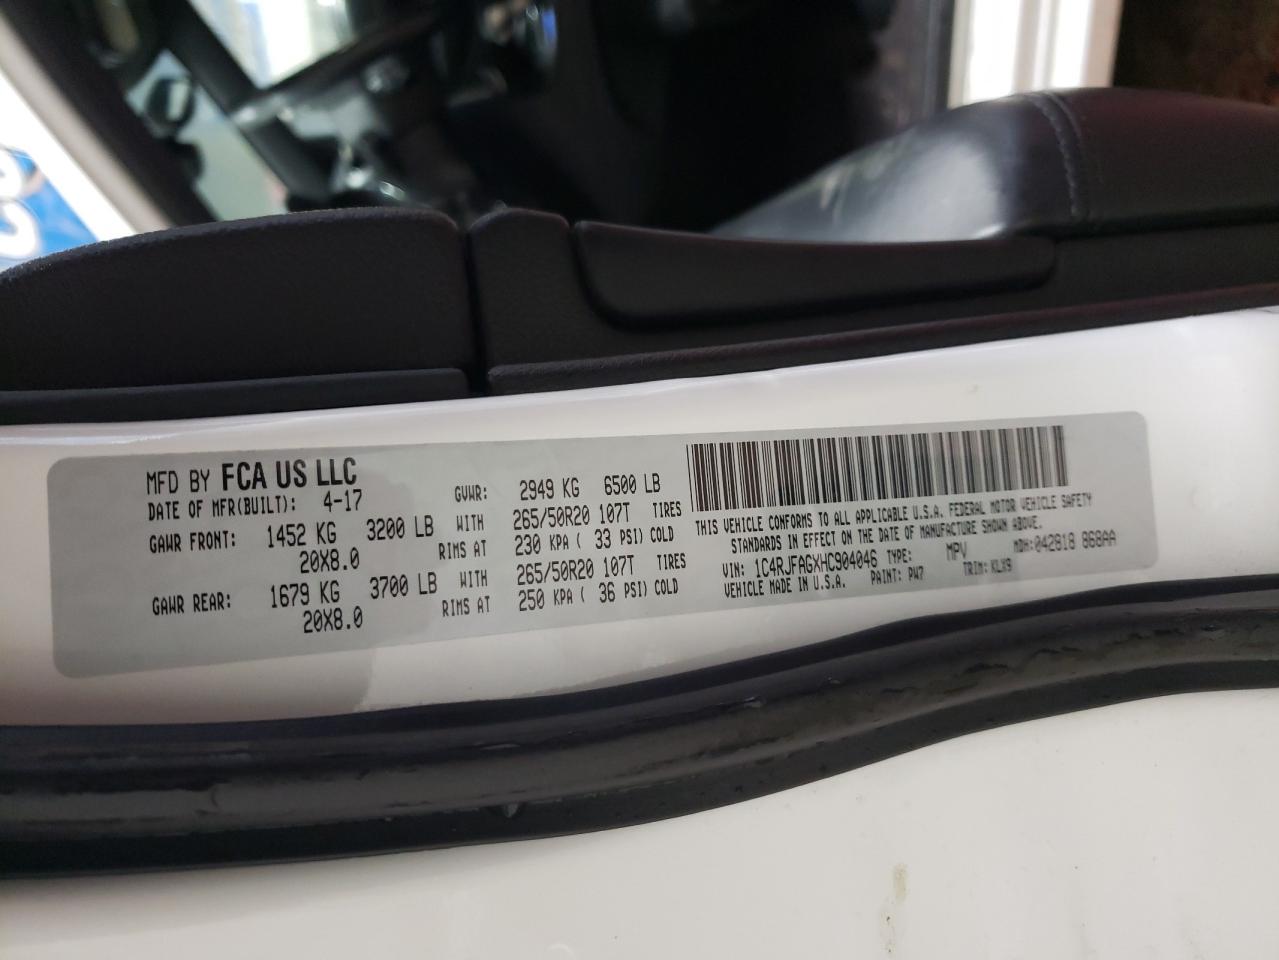 MFD BY FCA US LLC
DATE OF MFR(BUILT): 4-17 GVWR: 2949 KG 6500 LB
GAWR FRONT: 1452 KG 3200 LB WITH 265/50R20 107T TIRES
20X8.0 RIMS AT 230 KPA ( 33 PSI) COLD
GAWR REAR: 1679 KG 3700 LB WITH 265/50R20 107T TIRES
20X8.0 RIMS AT 250 KPA ( 36 PSI) COLD
THIS VEHICLE CONFORMS TO ALL APPLICABLE U.S.A. FEDERAL MOTOR VEHICLE SAFETY
STANDARDS IN EFFECT ON THE DATE OF MANUFACTURE SHOWN ABOVE.
VIN: 1C4RJFAGXHC904046 TYPE: MPV MDH:042818 868AA
VEHICLE MADE IN U.S.A. PAINT: PW7 TRIM: KLX9